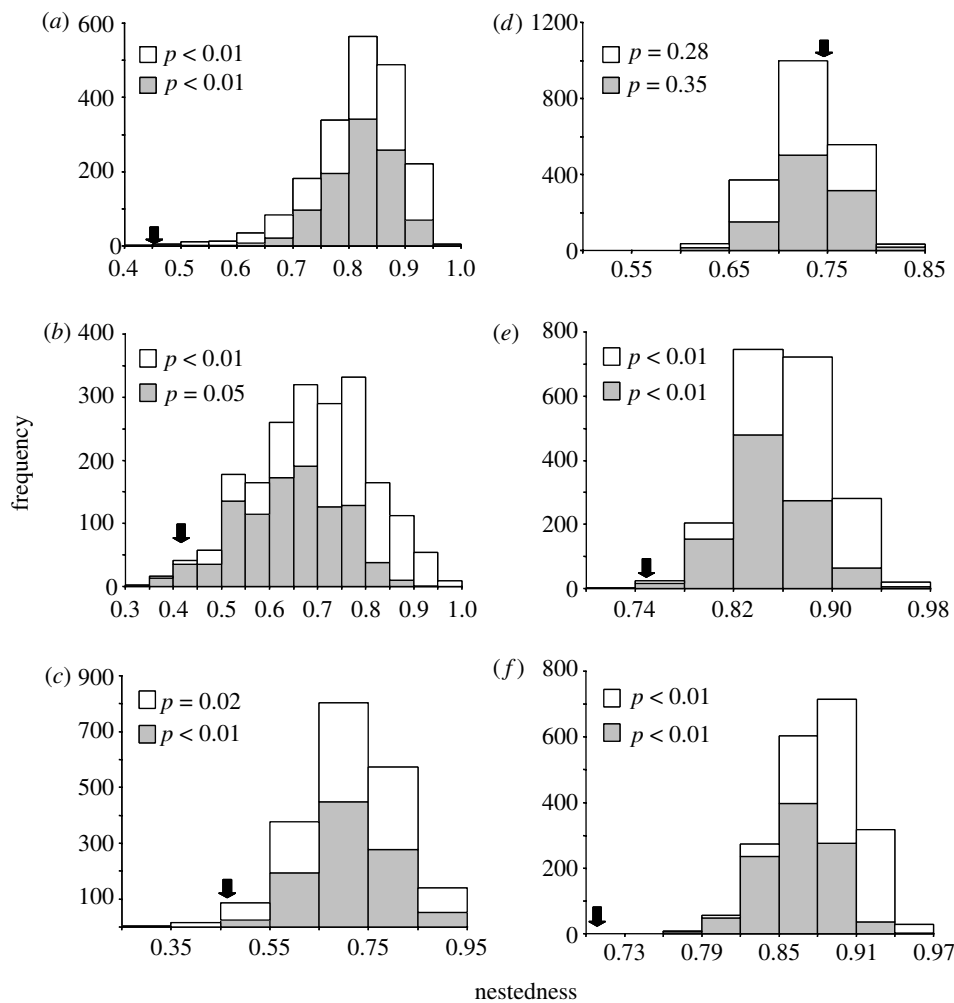 (a)
600
400
200
0
p < 0.01
p < 0.01
0.4 0.5 0.6 0.7 0.8 0.9 1.0
(d)
1200
1000
800
400
0
p = 0.28
p = 0.35
0.55 0.65 0.75 0.85
(b)
400
300
200
100
0
p < 0.01
p = 0.05
0.3 0.4 0.5 0.6 0.7 0.8 0.9 1.0
(e)
800
600
400
200
0
p < 0.01
p < 0.01
0.74 0.82 0.90 0.98
frequency
(c)
900
700
500
300
100
p = 0.02
p < 0.01
0.35 0.55 0.75 0.95
(f)
800
600
400
200
0
p < 0.01
p < 0.01
0.73 0.79 0.85 0.91 0.97
nestedness